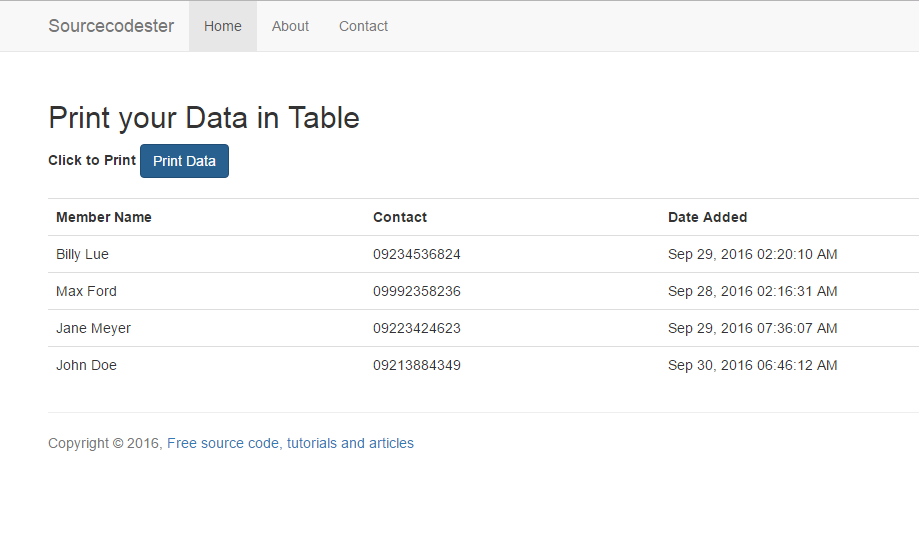 Sourcecodester Home About Contact
Print your Data in Table
Click to Print Print Data
Member Name Contact Date Added
Billy Lue 09234536824 Sep 29, 2016 02:20:10 AM
Max Ford 09992358236 Sep 28, 2016 02:16:31 AM
Jane Meyer 09223424623 Sep 29, 2016 07:36:07 AM
John Doe 09213884349 Sep 30, 2016 06:46:12 AM
Copyright © 2016, Free source code, tutorials and articles